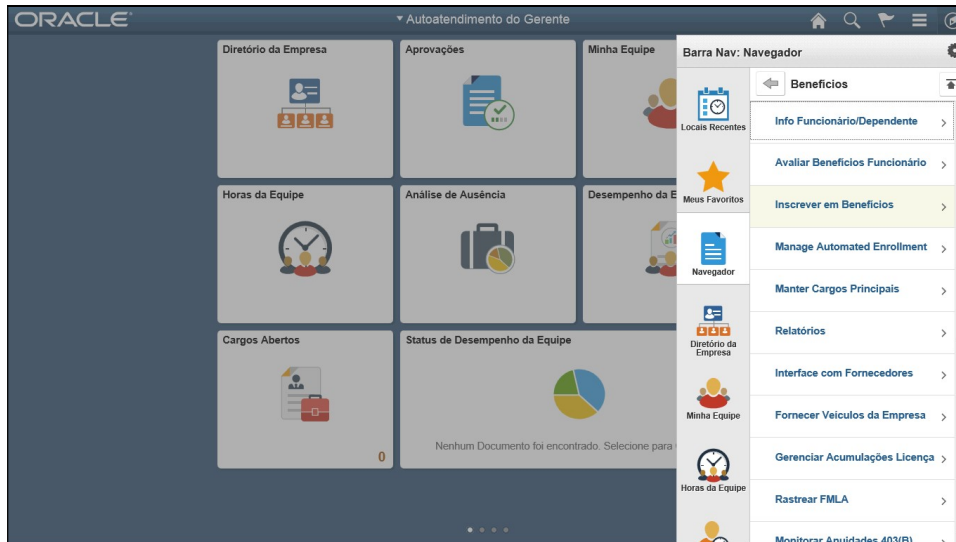 ORACLE
Autoatendimento do Gerente
Diretório da Empresa
Aprovações
Minha Equipe
Horas da Equipe
Análise de Ausência
Desempenho da E
Cargos Abertos
0
Status de Desempenho da Equipe
Nenhum Documento foi encontrado. Selecione para
Barra Nav: Navegador
Locais Recentes
Meus Favoritos
Navegador
Diretório da
Empresa
Minha Equipe
Horas da Equipe
Beneficios
Info Funcionário/Dependente
Avaliar Beneficios Funcionário
Inscrever em Beneficios
Manage Automated Enrollment
Manter Cargos Principais
Relatórios
Interface com Fornecedores
Fornecer Veiculos da Empresa
Gerenciar Acumulações Licença
Rastrear FMLA
Monitorar Anuidades 403(B)